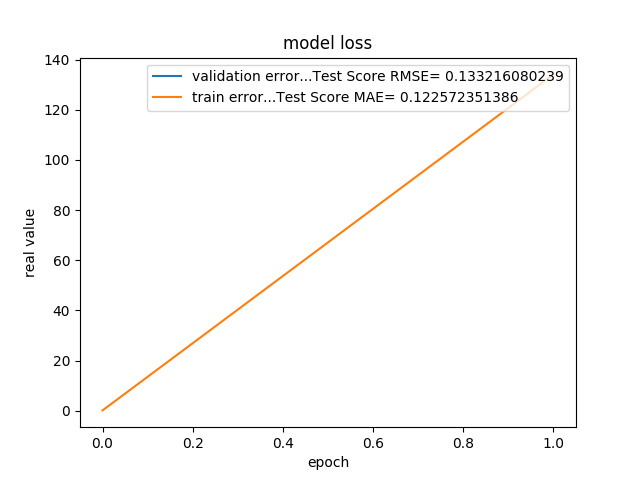 model loss
validation error...Test Score RMSE= 0.133216080239
train error...Test Score MAE= 0.122572351386
140
120
100
80
60
40
20
0
real value
0.0 0.2 0.4 0.6 0.8 1.0
epoch